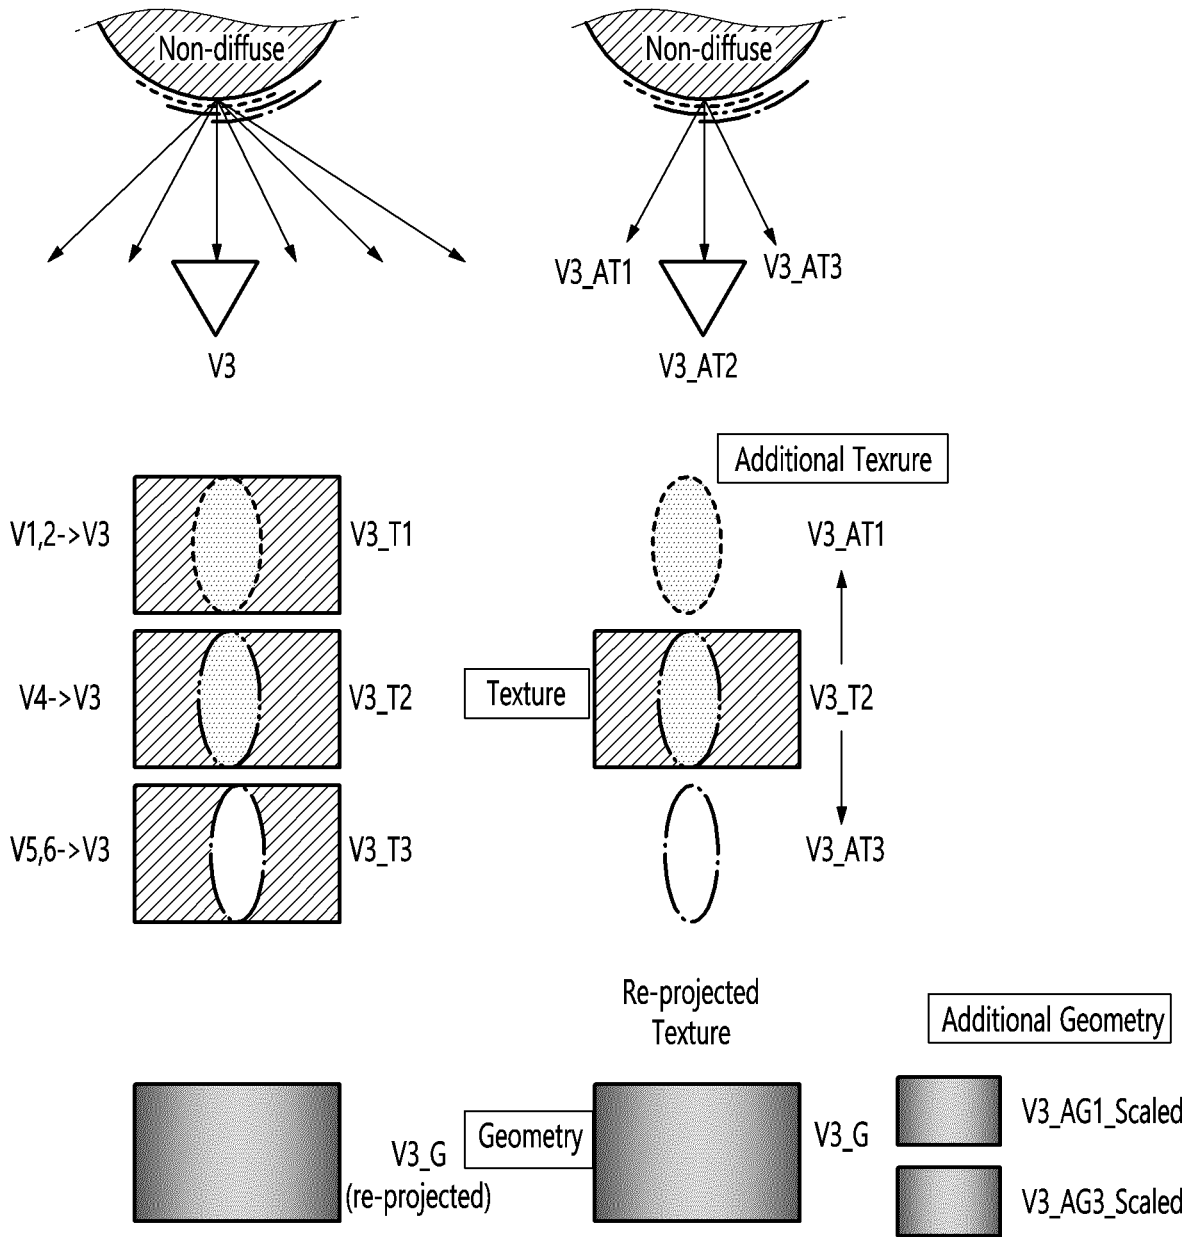 Non-diffuse
Non-diffuse
V3_AT1
V3_AT3
V3
V3_AT2
Additional Texrure
V1,2->V3
V3_T1
V3_AT1
V4->V3
V3_T2
Texture
V3_T2
V5,6->V3
V3_T3
V3_AT3
Re-projected
Texture
Additional Geometry
V3_G
(re-projected)
Geometry
V3_G
V3_AG1_Scaled
V3_AG3_Scaled